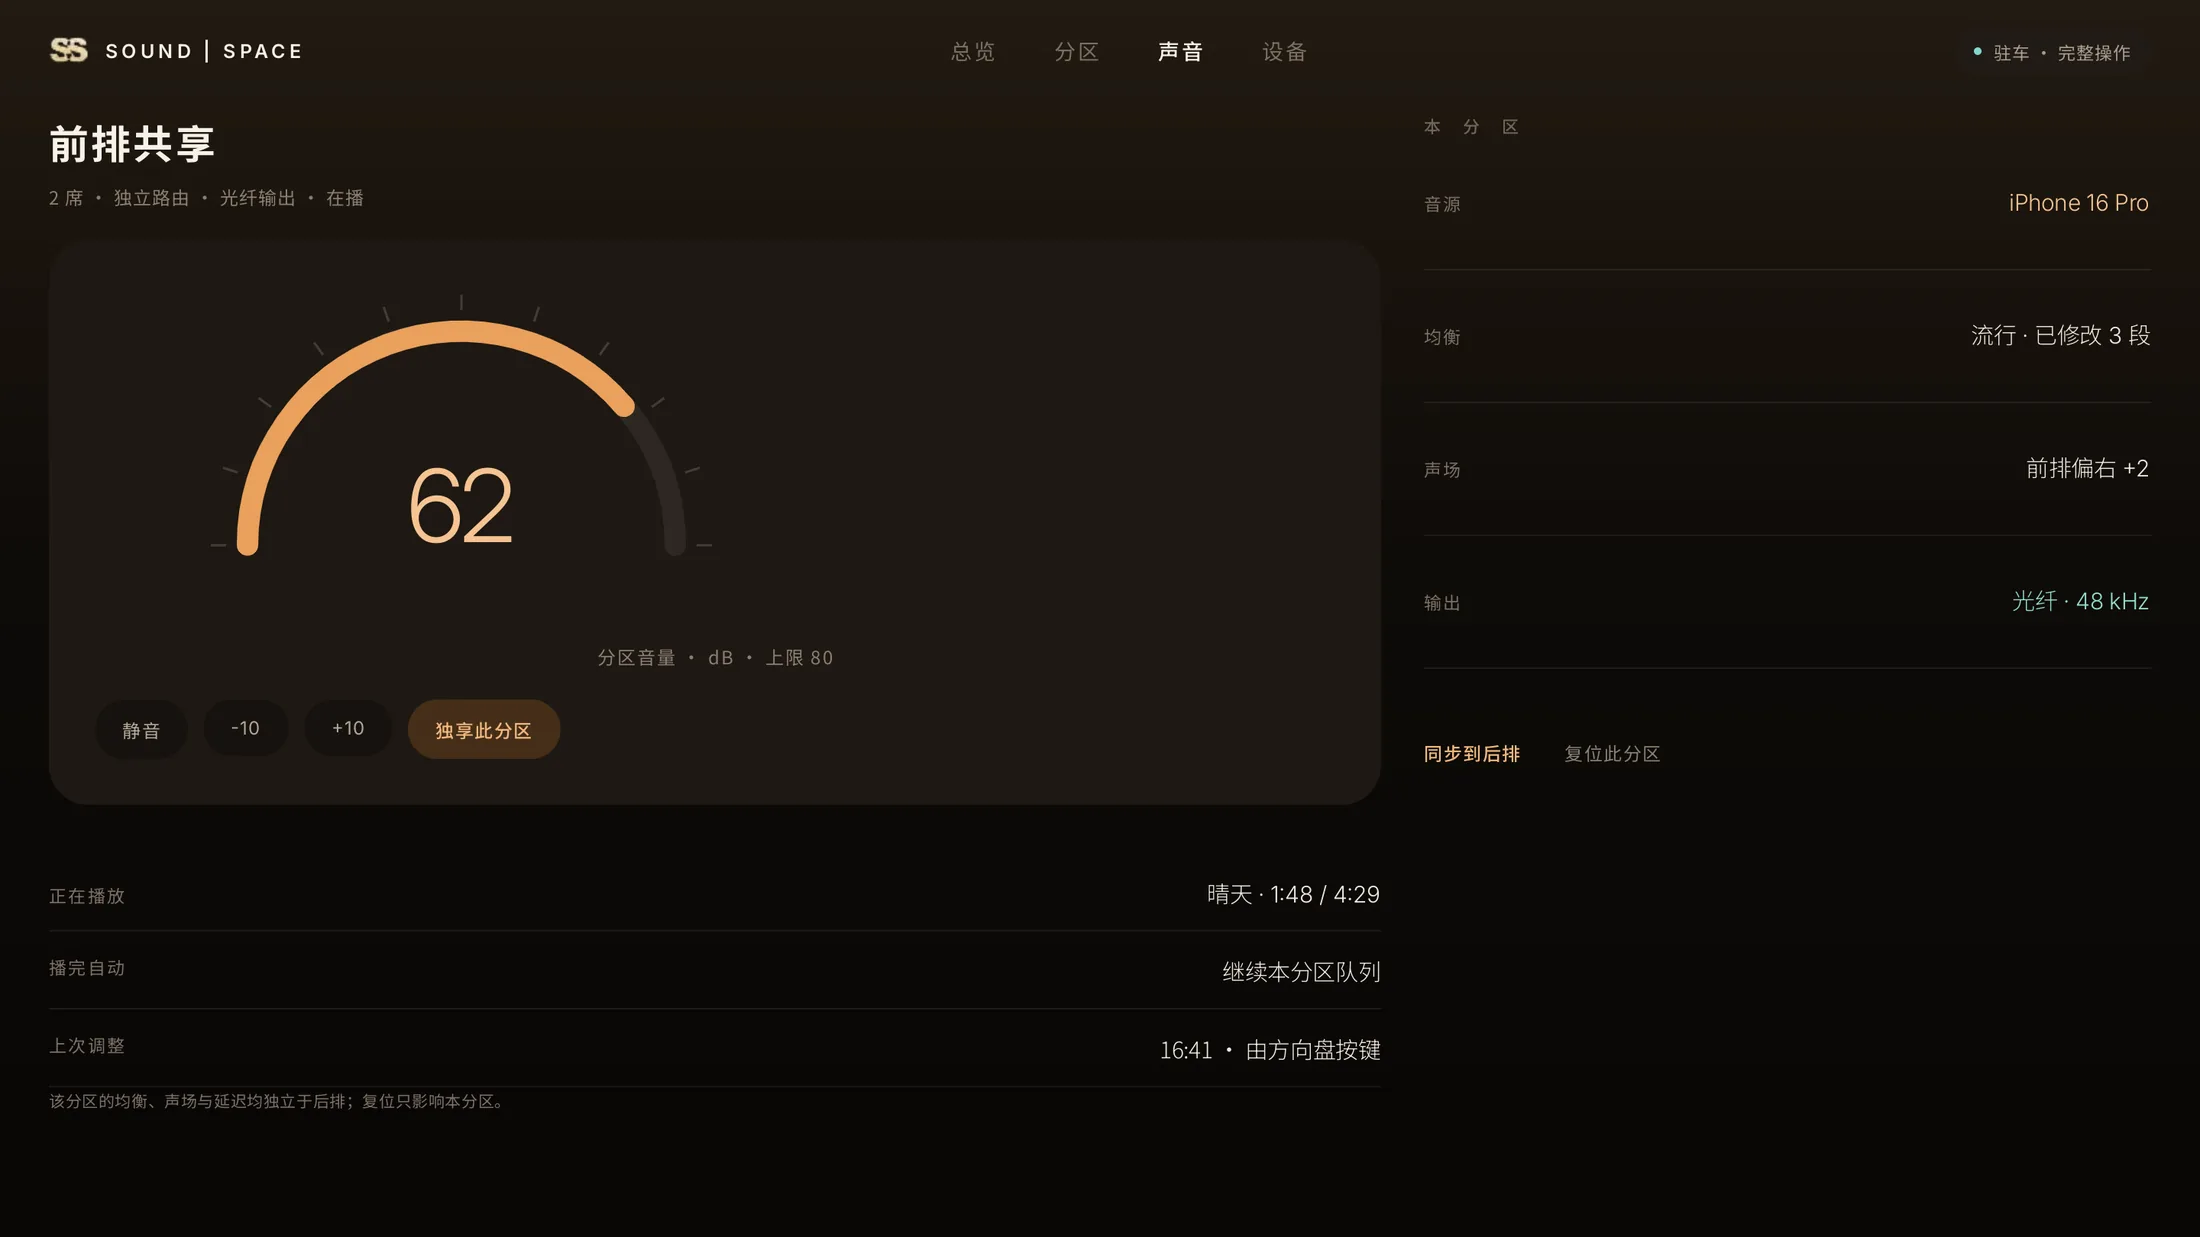 SS SOUND | SPACE
总览 分区 声音 设备
驻车 · 完整操作
前排共享
2 席 · 独立路由 · 光纤输出 · 在播
62
分区音量 · dB · 上限 80
静音 -10 +10 独享此分区
正在播放 晴天 · 1:48 / 4:29
播完自动 继续本分区队列
上次调整 16:41 · 由方向盘按键
该分区的均衡、声场与延迟均独立于后排；复位只影响本分区。
本 分 区
音源 iPhone 16 Pro
均衡 流行 · 已修改 3 段
声场 前排偏右 +2
输出 光纤 · 48 kHz
同步到后排 复位此分区